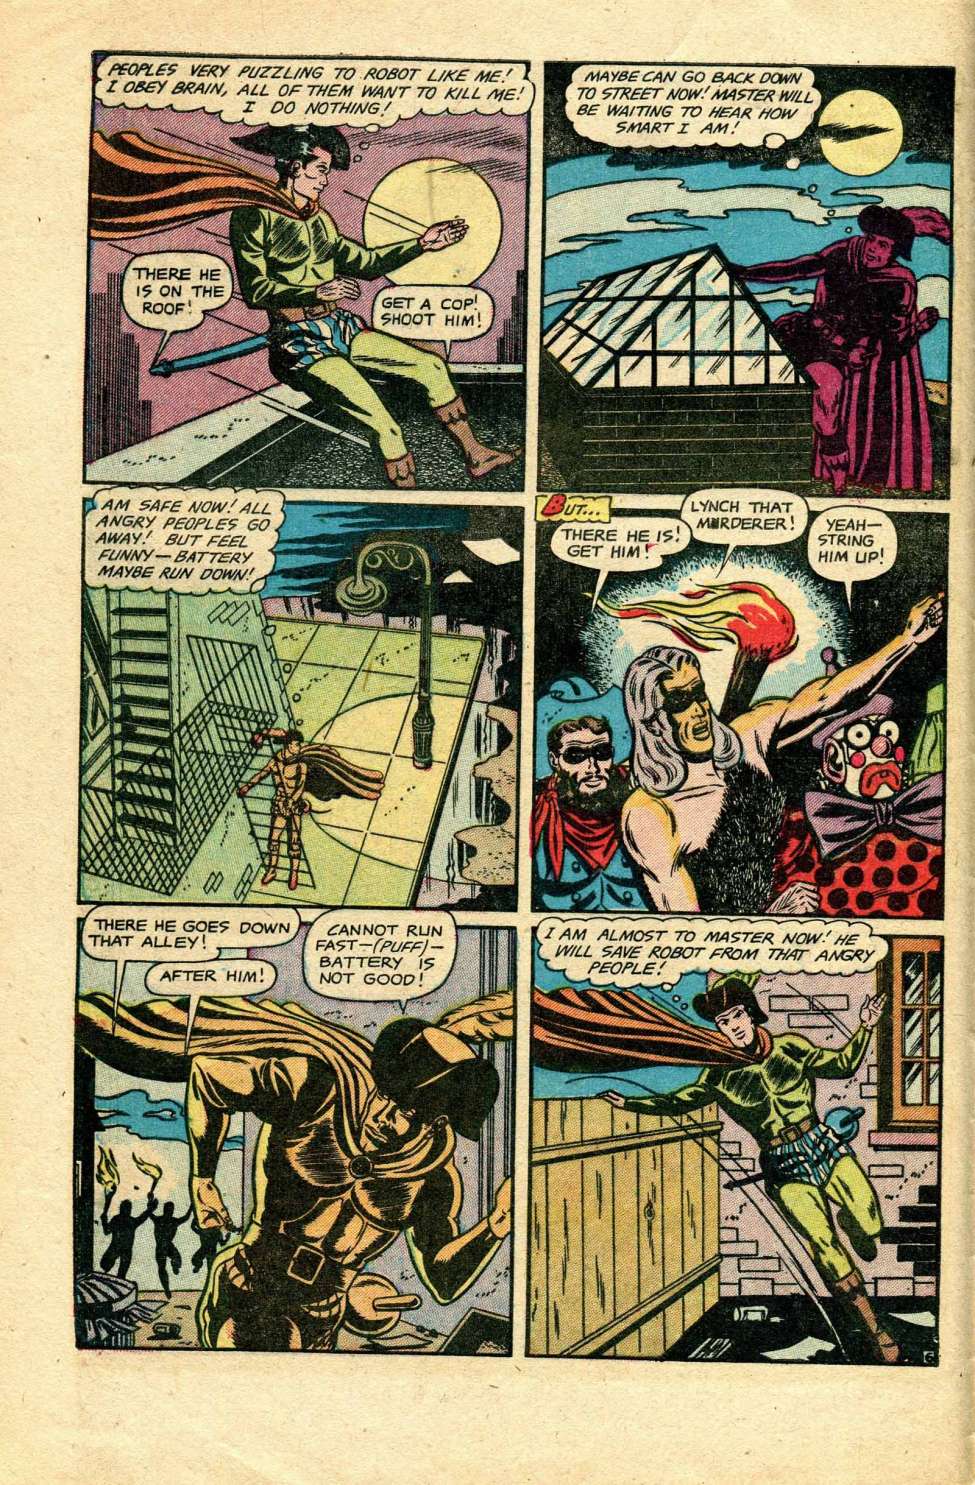 PEOPLES VERY PUZZLING TO ROBOT LIKE ME!
I OBEY BRAIN, ALL OF THEM WANT TO KILL ME!
I DO NOTHING!
THERE HE
IS ON THE
ROOF!
GET A COP!
SHOOT HIM!
MAYBE CAN GO BACK DOWN
TO STREET NOW! MASTER WILL
BE WAITING TO HEAR HOW
SMART I AM!
AM SAFE NOW! ALL
ANGRY PEOPLES GO
AWAY! BUT FEEL
FUNNY—BATTERY
MAYBE RUN DOWN!
BUT...
THERE HE IS!
GET HIM!
LYNCH THAT
MURDERER!
YEAH—
STRING
HIM UP!
THERE HE GOES DOWN
THAT ALLEY!
AFTER HIM!
CANNOT RUN
FAST—(PUFF)—
BATTERY IS
NOT GOOD!
I AM ALMOST TO MASTER NOW! HE
WILL SAVE ROBOT FROM THAT ANGRY
PEOPLE!
6